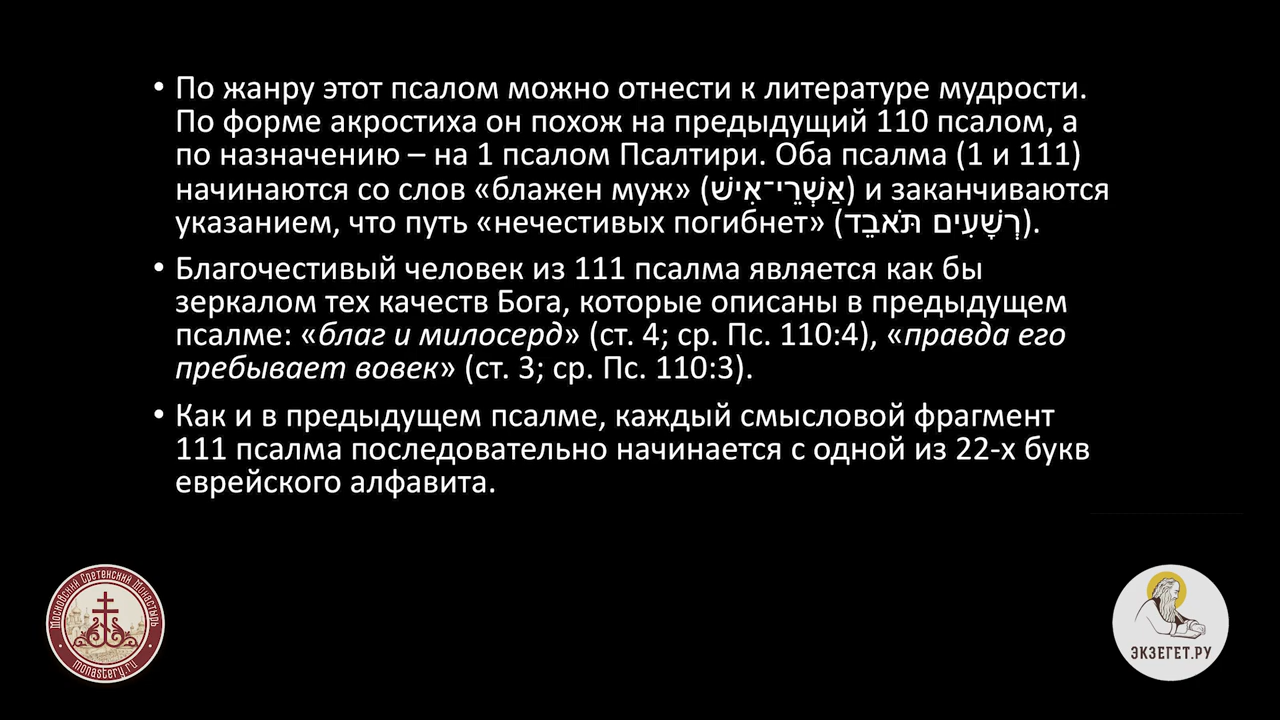 • По жанру этот псалом можно отнести к литературе мудрости.
По форме акростиха он похож на предыдущий 110 псалом, а
по назначению – на 1 псалом Псалтири. Оба псалма (1 и 111)
начинаются со слов «блажен муж» (אַשְׁרֵי־אִישׁ) и заканчиваются
указанием, что путь «нечестивых погибнет» (רְשָׁעִים תֹּאבֵד).
• Благочестивый человек из 111 псалма является как бы
зеркалом тех качеств Бога, которые описаны в предыдущем
псалме: «благ и милосерд» (ст. 4; ср. Пс. 110:4), «правда его
пребывает вовек» (ст. 3; ср. Пс. 110:3).
• Как и в предыдущем псалме, каждый смысловой фрагмент
111 псалма последовательно начинается с одной из 22-х букв
еврейского алфавита.
Московский Сретенский Монастырь
monastery.ru
ЭКЗЕГЕТ.РУ